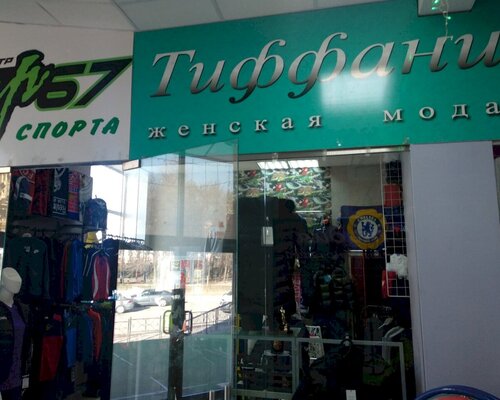 67
СПОРТА
Тиффани
женская мода